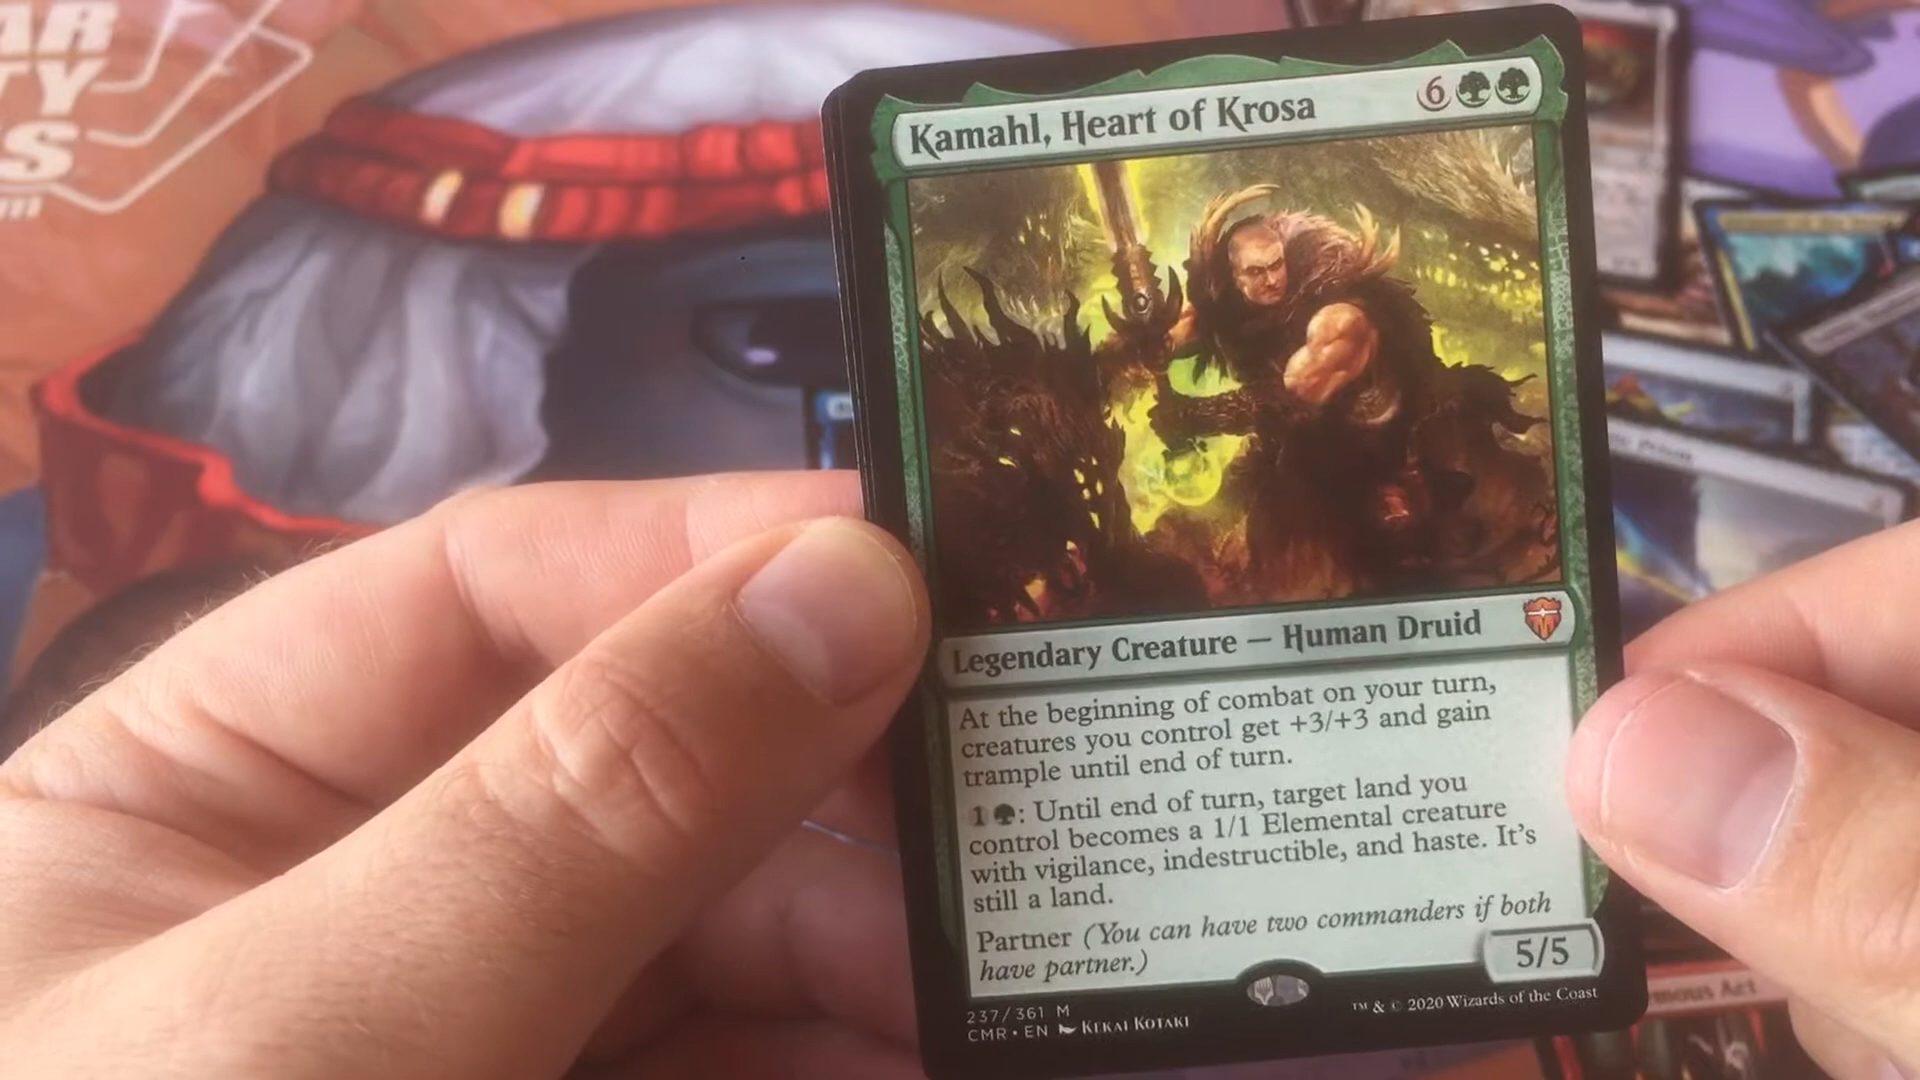 AR
TY
S
Kamahl, Heart of Krosa
6
Legendary Creature — Human Druid
At the beginning of combat on your turn,
creatures you control get +3/+3 and gain
trample until end of turn.
1 : Until end of turn, target land you
control becomes a 1/1 Elemental creature
with vigilance, indestructible, and haste. It's
still a land.
Partner (You can have two commanders if both
have partner.)
5/5
237/361 M
CMR • EN KEKAI KOTAKI
™ & © 2020 Wizards of the Coast
Act